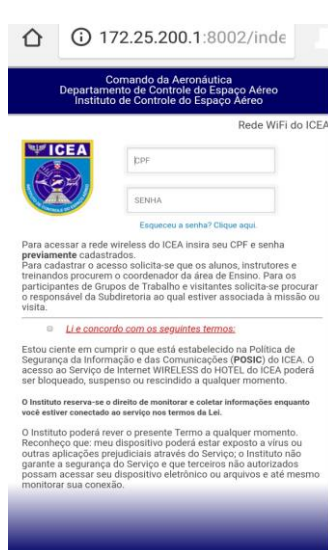 172.25.200.1:8002/inde
Comando da Aeronáutica
Departamento de Controle do Espaço Aéreo
Instituto de Controle do Espaço Aéreo
Rede WiFi do ICEA
ICEA
CPF
SENHA
Esqueceu a senha? Clique aqui.
Para acessar a rede wireless do ICEA insira seu CPF e senha
previamente cadastrados.
Para cadastrar o acesso solicita-se que os alunos, instrutores e
treinandos procurem o coordenador da área de Ensino. Para os
participantes de Grupos de Trabalho e visitantes solicita-se procurar
o responsável da Subdiretoria ao qual estiver associada à missão ou
visita.
Li e concordo com os seguintes termos:
Estou ciente em cumprir o que está estabelecido na Política de
Segurança da Informação e das Comunicações (POSIC) do ICEA. O
acesso ao Serviço de Internet WIRELESS do HOTEL do ICEA poderá
ser bloqueado, suspenso ou rescindido a qualquer momento.
O Instituto reserva-se o direito de monitorar e coletar informações enquanto
você estiver conectado ao serviço nos termos da Lei.
O Instituto poderá rever o presente Termo a qualquer momento.
Reconheço que: meu dispositivo poderá estar exposto a vírus ou
outras aplicações prejudiciais através do Serviço; o Instituto não
garante a segurança do Serviço e que terceiros não autorizados
possam acessar seu dispositivo eletrônico ou arquivos e até mesmo
monitorar sua conexão.